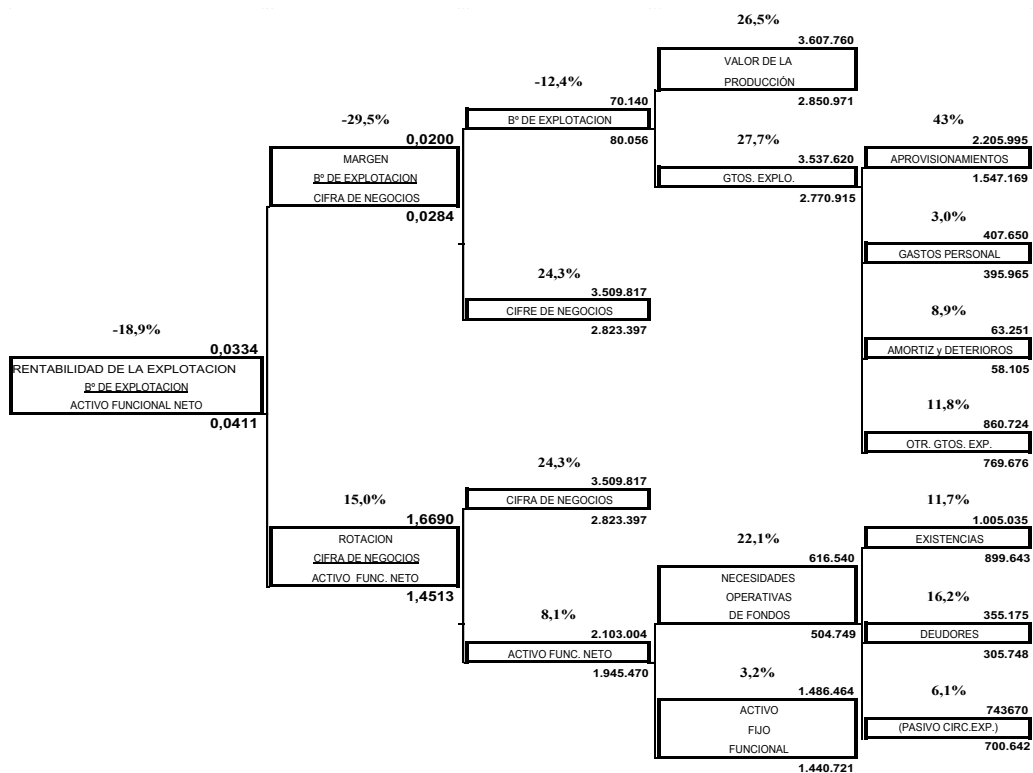 26,5%
3.607.760
VALOR DE LA
PRODUCCIÓN
2.850.971
-12,4%
70.140
Bº DE EXPLOTACION
80.056
-29,5%
0,0200
MARGEN
Bº DE EXPLOTACION
CIFRA DE NEGOCIOS
0,0284
27,7%
3.537.620
GTOS. EXPLO.
2.770.915
43%
2.205.995
APROVISIONAMIENTOS
1.547.169
3,0%
407.650
GASTOS PERSONAL
395.965
24,3%
3.509.817
CIFRE DE NEGOCIOS
2.823.397
8,9%
63.251
AMORTIZ y DETERIOROS
58.105
-18,9%
0,0334
RENTABILIDAD DE LA EXPLOTACION
Bº DE EXPLOTACION
ACTIVO FUNCIONAL NETO
0,0411
11,8%
860.724
OTR. GTOS. EXP.
769.676
24,3%
3.509.817
CIFRA DE NEGOCIOS
2.823.397
15,0%
1,6690
ROTACION
CIFRA DE NEGOCIOS
ACTIVO FUNC. NETO
1,4513
11,7%
1.005.035
EXISTENCIAS
899.643
22,1%
616.540
NECESIDADES
OPERATIVAS
DE FONDOS
504.749
16,2%
355.175
DEUDORES
305.748
8,1%
2.103.004
ACTIVO FUNC. NETO
1.945.470
3,2%
1.486.464
ACTIVO
FIJO
FUNCIONAL
1.440.721
6,1%
743670
(PASIVO CIRC.EXP.)
700.642